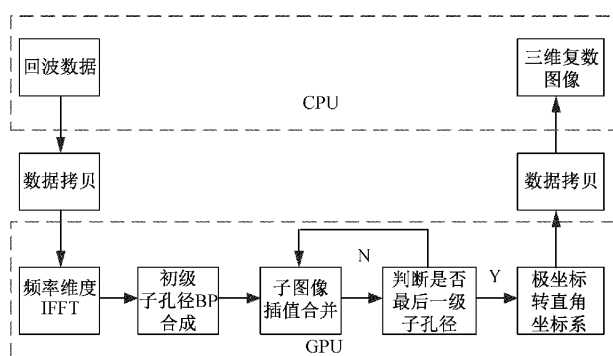 回波数据
三维复数
图像
CPU
数据拷贝
数据拷贝
N
频率维度
IFFT
初级
子孔径BP
合成
子图像
插值合并
判断是否
最后一级
子孔径
Y
极坐标
转直角
坐标系
GPU